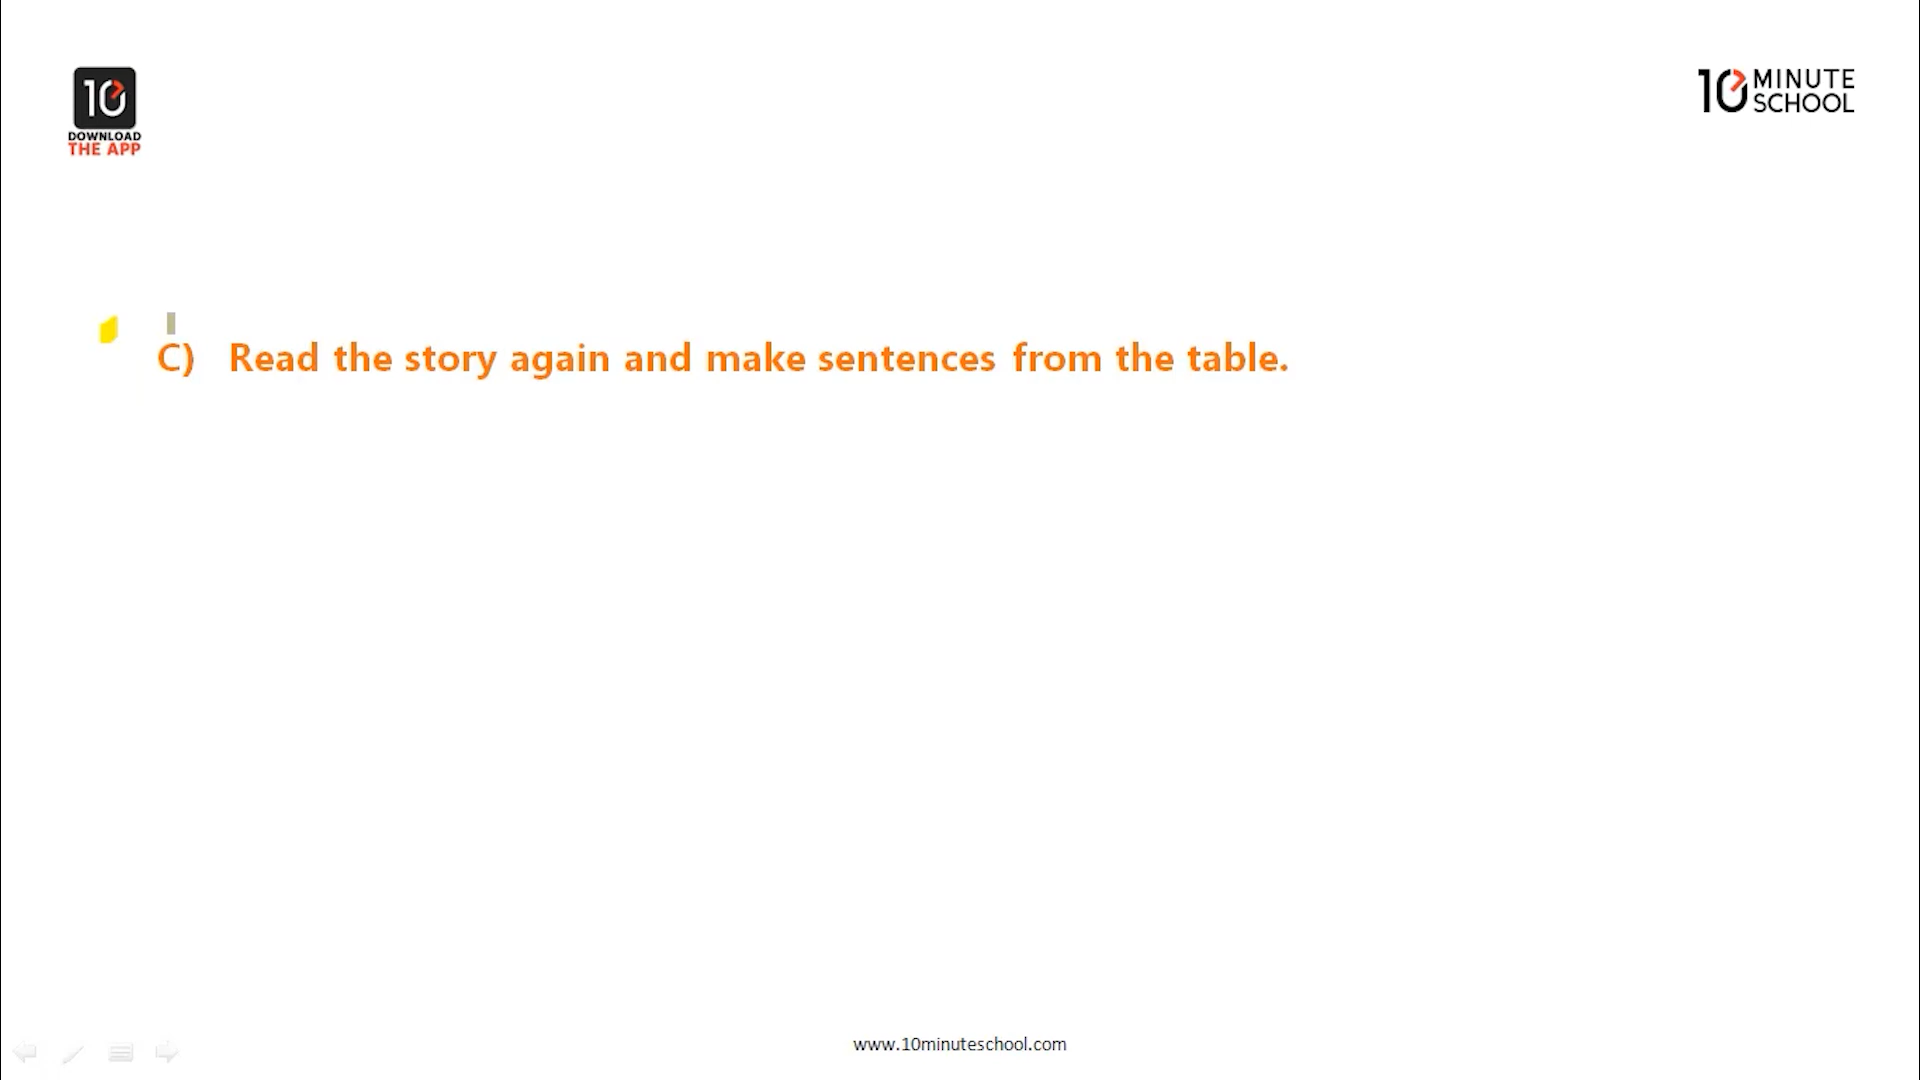 10
DOWNLOAD
THE APP
10 MINUTE
SCHOOL
C) Read the story again and make sentences from the table.
www.10minuteschool.com